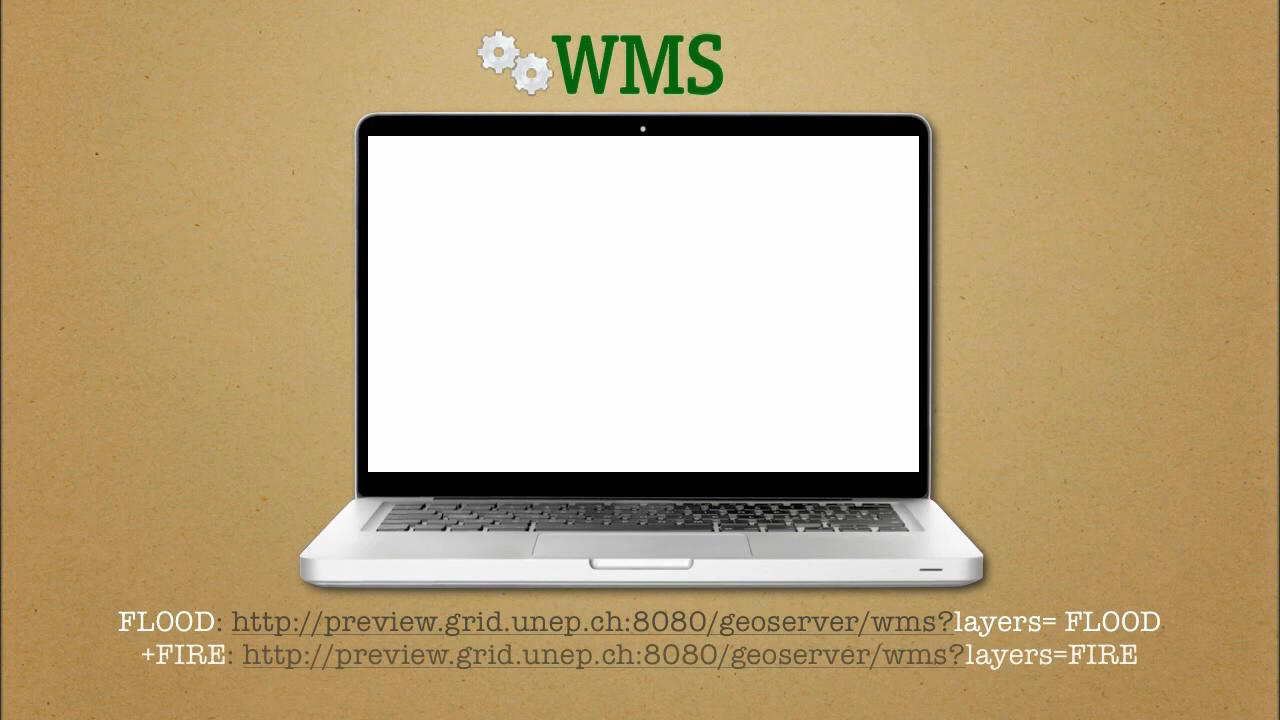 WMS
FLOOD: http://preview.grid.unep.ch:8080/geoserver/wms?layers= FLOOD
+FIRE: http://preview.grid.unep.ch:8080/geoserver/wms?layers=FIRE